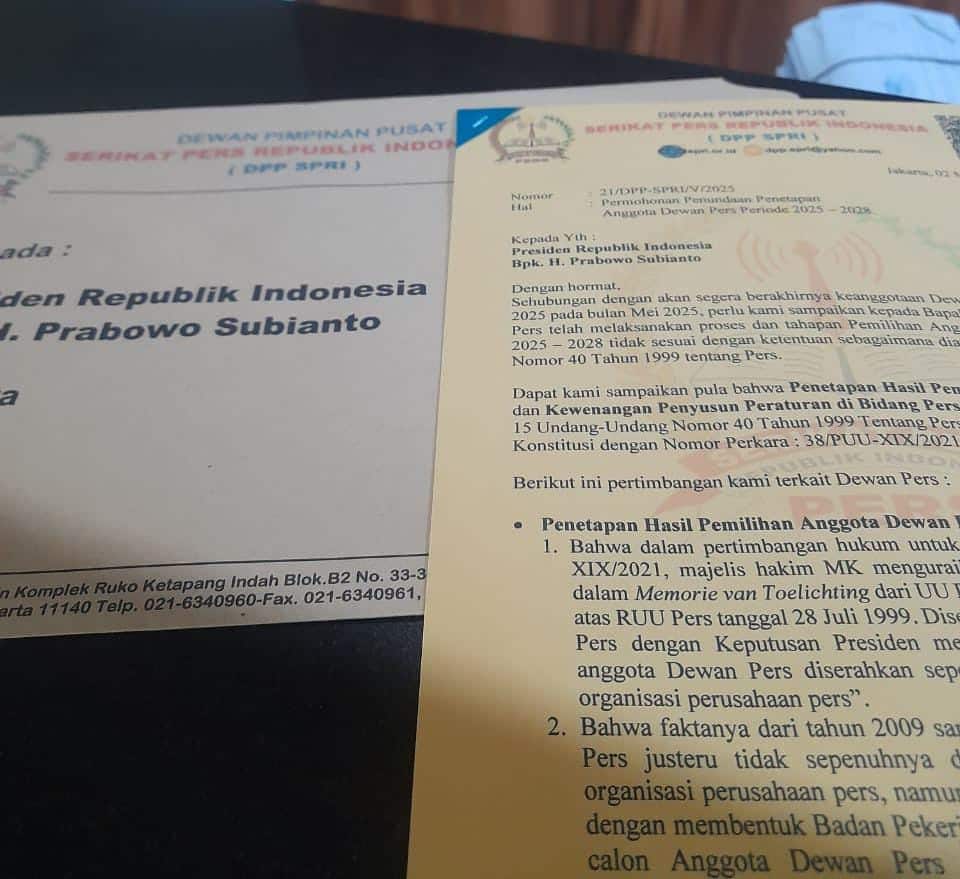 DEWAN PIMPINAN PUSAT
SERIKAT PERS REPUBLIK INDON
( DPP SPRI )
ada :
den Republik Indonesia
H. Prabowo Subianto
a
n Komplek Ruko Ketapang Indah Blok.B2 No. 33-3
arta 11140 Telp. 021-6340960-Fax. 021-6340961,
DEWAN PIMPINAN PUSAT
SERIKAT PERS REPUBLIK INDONESIA
( DPP SPRI )
spri.or.id dpp.spri@yahoo.com
Jakarta, 02
Nomor : 21/DPP-SPRI/V/2025
Hal : Permohonan Penundaan Penetapan
Anggota Dewan Pers Periode 2025 – 2028
Kepada Yth :
Presiden Republik Indonesia
Bpk. H. Prabowo Subianto
Dengan hormat,
Sehubungan dengan akan segera berakhirnya keanggotaan Dew
2025 pada bulan Mei 2025, perlu kami sampaikan kepada Bapa
Pers telah melaksanakan proses dan tahapan Pemilihan Ang
2025 – 2028 tidak sesuai dengan ketentuan sebagaimana dia
Nomor 40 Tahun 1999 tentang Pers.
Dapat kami sampaikan pula bahwa Penetapan Hasil Pem
dan Kewenangan Penyusun Peraturan di Bidang Pers
15 Undang-Undang Nomor 40 Tahun 1999 Tentang Pers
Konstitusi dengan Nomor Perkara : 38/PUU-XIX/2021
Berikut ini pertimbangan kami terkait Dewan Pers :
• Penetapan Hasil Pemilihan Anggota Dewan P
1. Bahwa dalam pertimbangan hukum untuk
XIX/2021, majelis hakim MK mengurai
dalam Memorie van Toelichting dari UU P
atas RUU Pers tanggal 28 Juli 1999. Dise
Pers dengan Keputusan Presiden me
anggota Dewan Pers diserahkan sepe
organisasi perusahaan pers”.
2. Bahwa faktanya dari tahun 2009 sa
Pers justeru tidak sepenuhnya d
organisasi perusahaan pers, namun
dengan membentuk Badan Pekerj
calon Anggota Dewan Pers